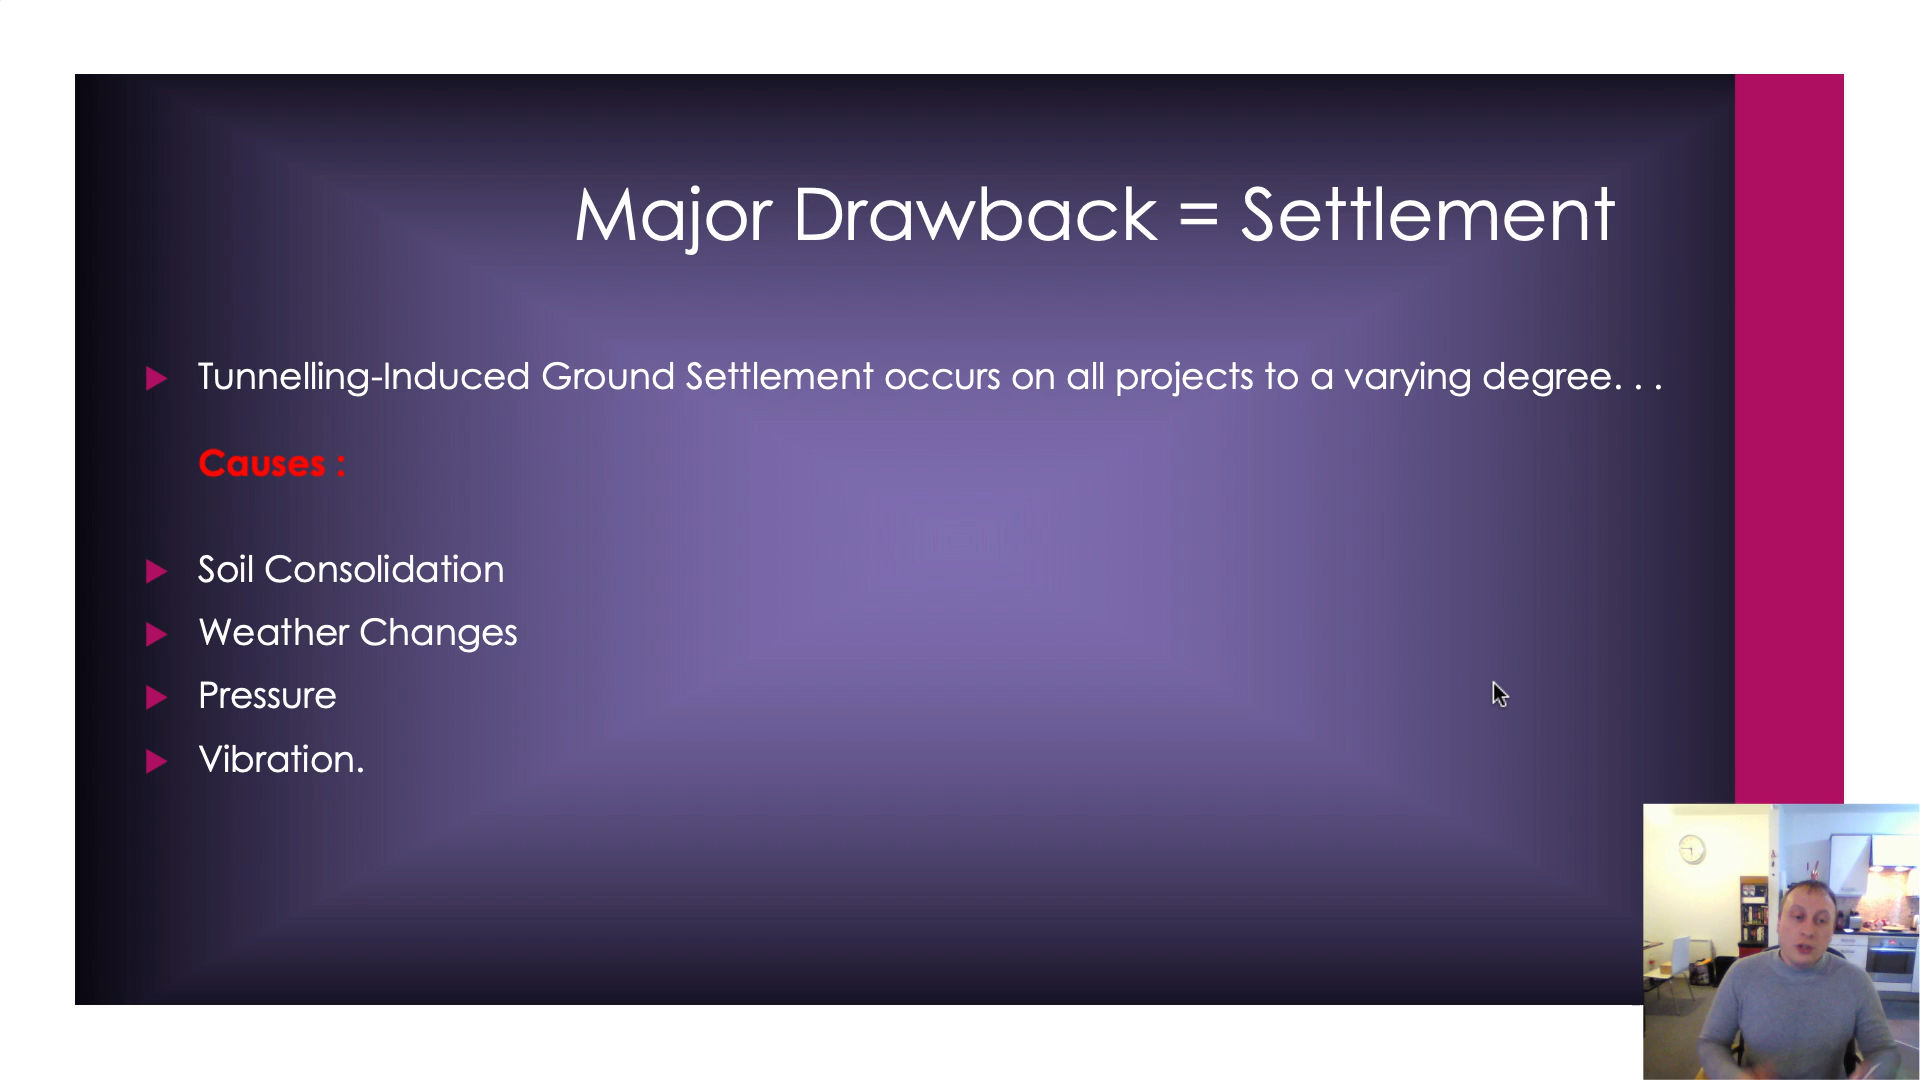 Major Drawback = Settlement
Tunnelling-Induced Ground Settlement occurs on all projects to a varying degree. . .
Causes :
Soil Consolidation
Weather Changes
Pressure
Vibration.